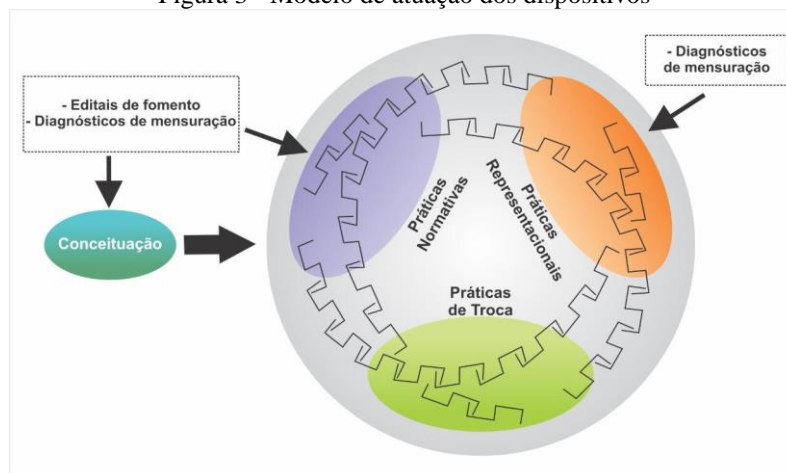 Figura 3 - Modelo de atuação dos dispositivos
- Editais de fomento
- Diagnósticos de mensuração
- Diagnósticos
de mensuração
Conceituação
Práticas
Normativas
Práticas
Representacionais
Práticas
de Troca